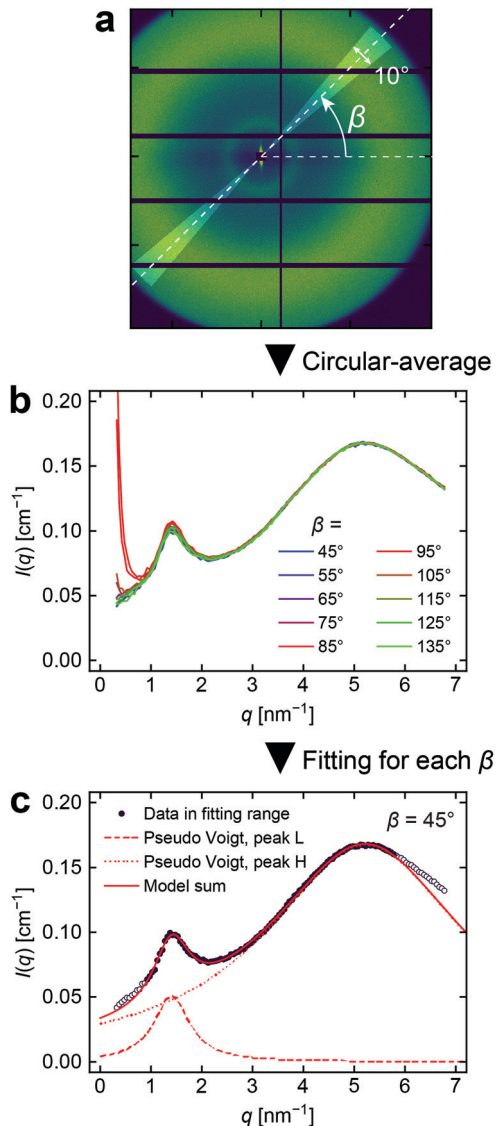 a
10°
β
Circular-average
b
0.20
0.15
0.10
0.05
0.00
I(q) [cm⁻¹]
β =
45° 95°
55° 105°
65° 115°
75° 125°
85° 135°
0 1 2 3 4 5 6 7
q [nm⁻¹]
Fitting for each β
c
0.20
0.15
0.10
0.05
0.00
I(q) [cm⁻¹]
Data in fitting range
Pseudo Voigt, peak L
Pseudo Voigt, peak H
Model sum
β = 45°
0 1 2 3 4 5 6 7
q [nm⁻¹]